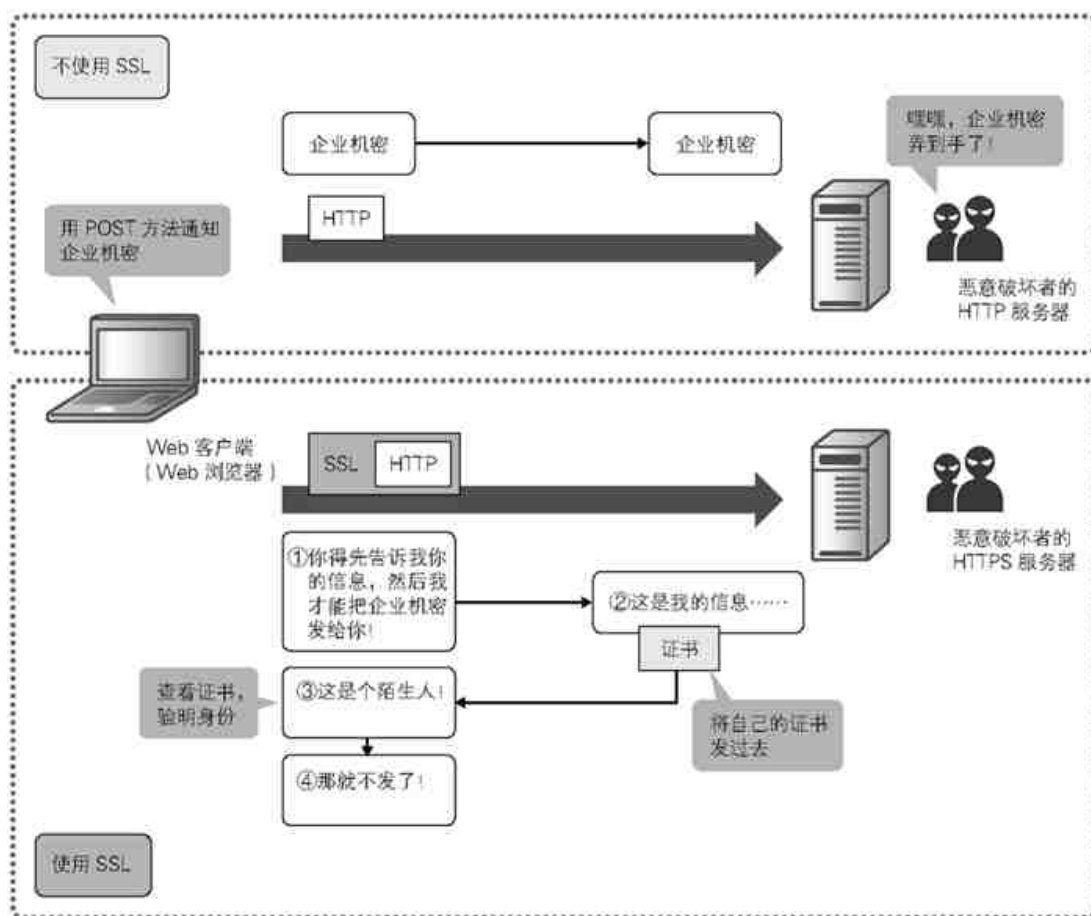 不使用 SSL
企业机密
企业机密
嘿嘿，企业机密
弄到手了！
用 POST 方法通知
企业机密
HTTP
恶意破坏者的
HTTP 服务器
Web 客户端
（Web 浏览器）
SSL
HTTP
恶意破坏者的
HTTPS 服务器
①你得先告诉我你
的信息，然后我
才能把企业机密
发给你！
②这是我的信息……
证书
查看证书，
验明身份
③这是个陌生人！
将自己的证书
发过去
④那就不发了！
使用 SSL